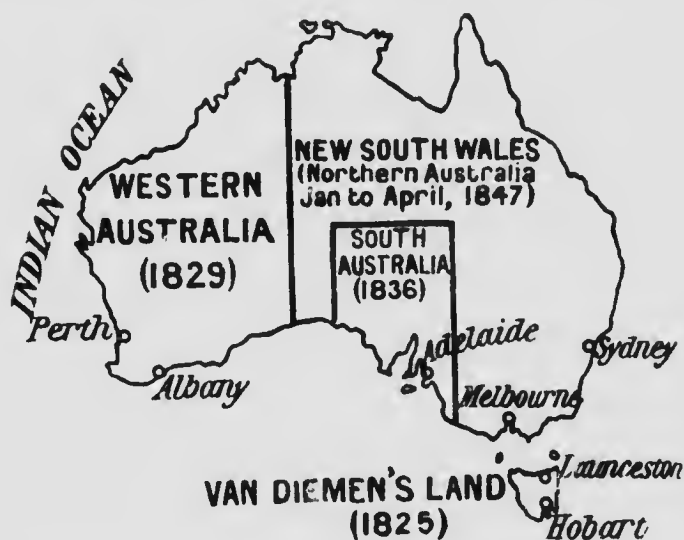 INDIAN OCEAN
WESTERN
AUSTRALIA
(1829)
NEW SOUTH WALES
(Northern Australia
Jan to April, 1847)
SOUTH
AUSTRALIA
(1836)
Perth
Albany
Adelaide
Sydney
Melbourne
VAN DIEMEN'S LAND
(1825)
Launceston
Hobart